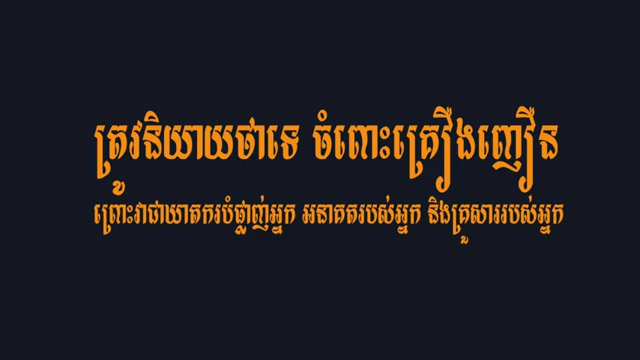 ត្រូវនិយាយថាទេ ចំពោះគ្រឿងញៀន
ព្រោះវាជាឃាតករបំផ្លាញអ្នក អនាគតរបស់អ្នក និងគ្រួសាររបស់អ្នក